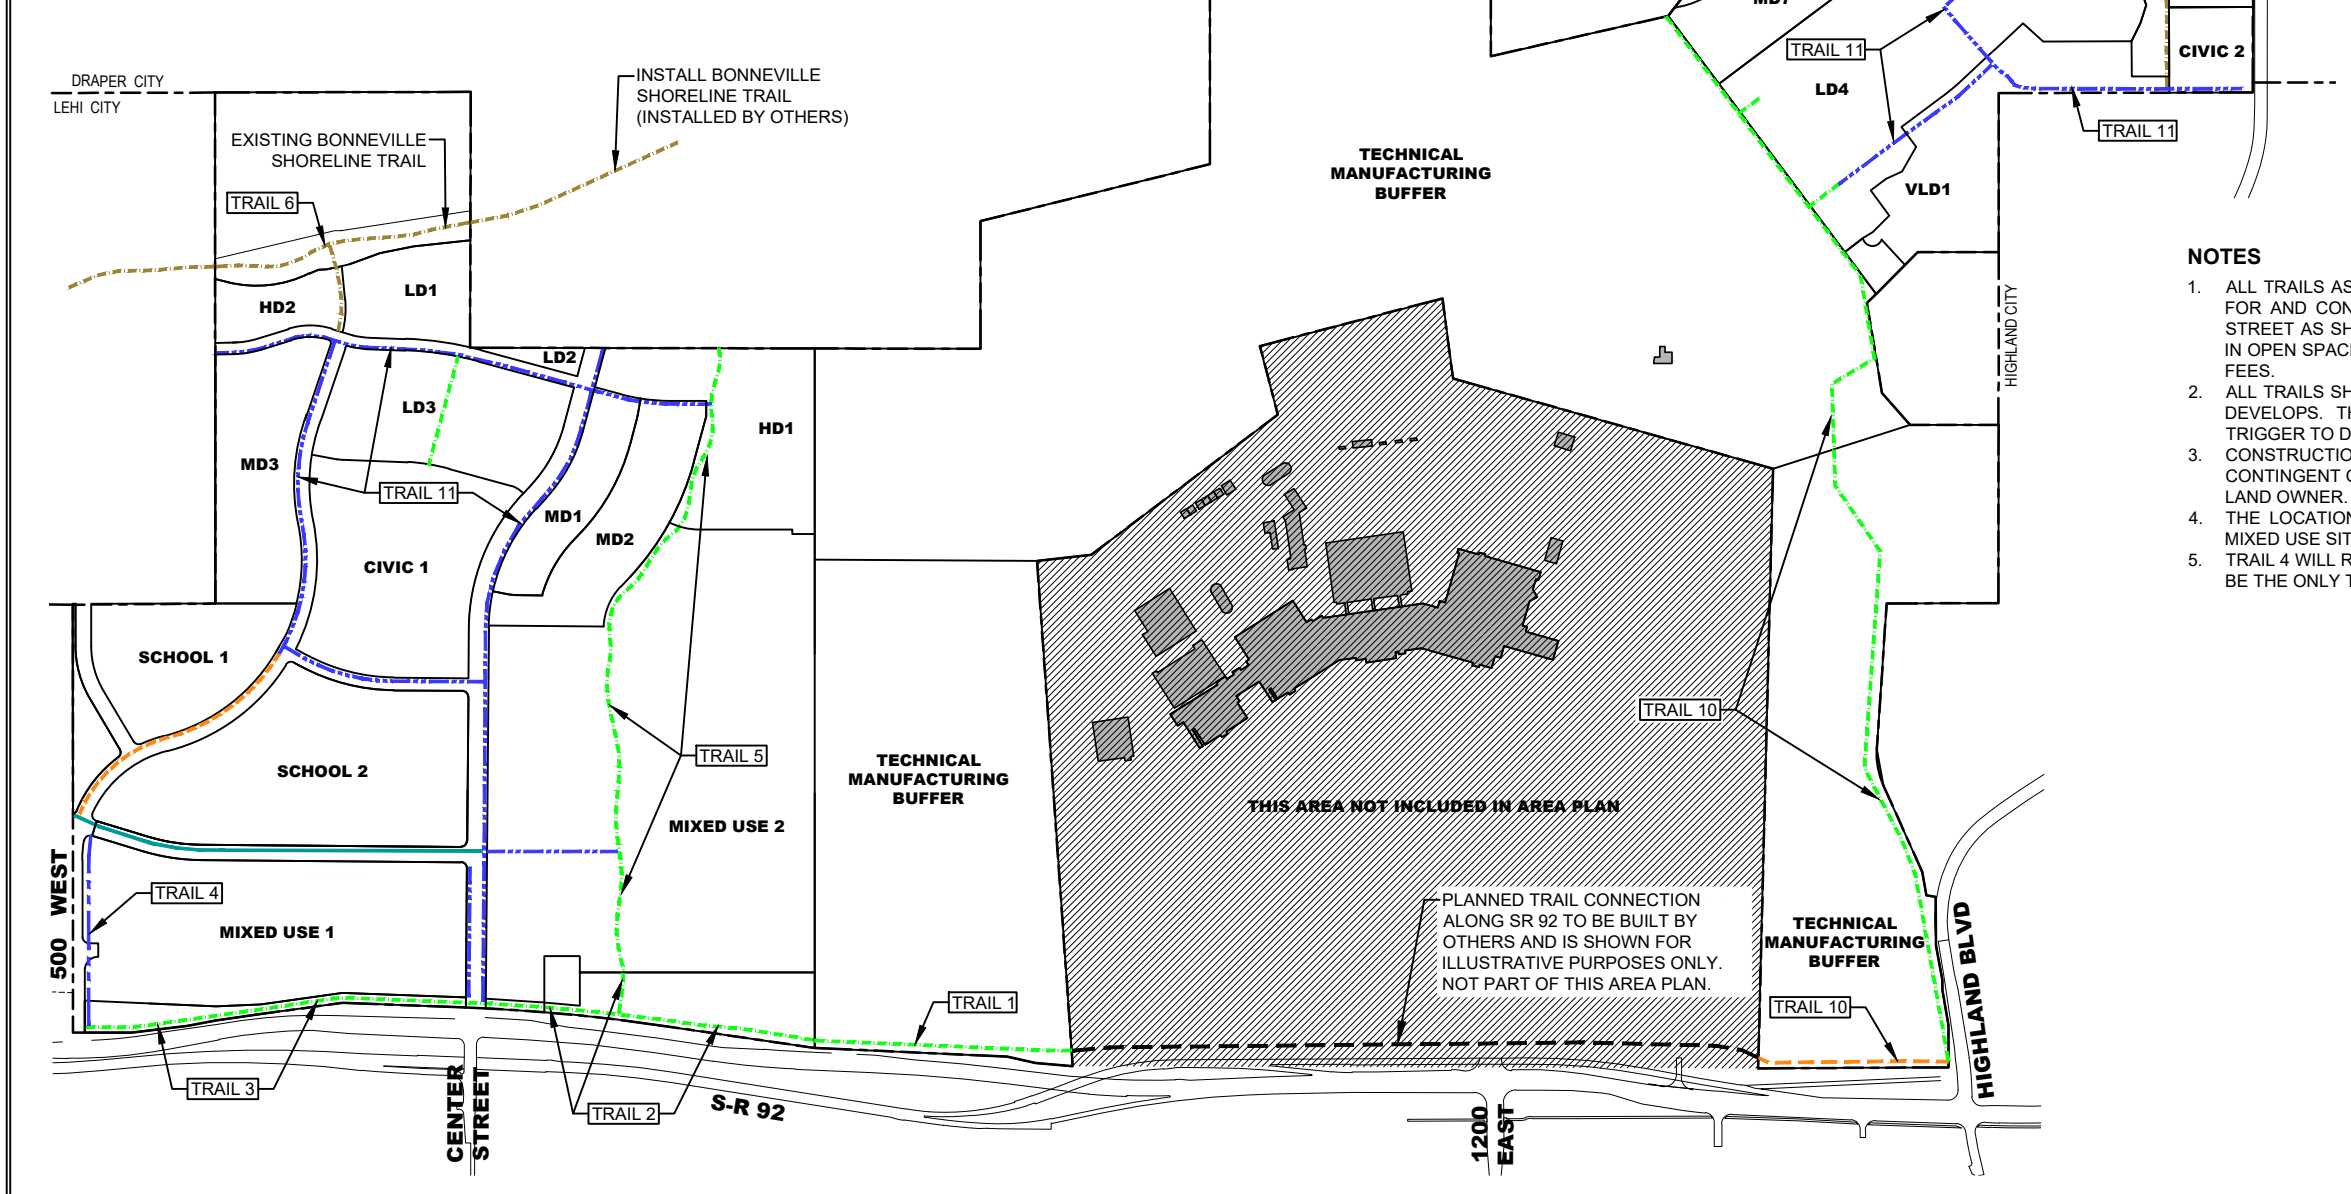 DRAPER CITY
LEHI CITY
INSTALL BONNEVILLE
SHORELINE TRAIL
(INSTALLED BY OTHERS)
EXISTING BONNEVILLE
SHORELINE TRAIL
TRAIL 6
HD2
LD1
LD2
LD3
HD1
MD3
TRAIL 11
MD1
MD2
CIVIC 1
SCHOOL 1
SCHOOL 2
TRAIL 5
MIXED USE 2
TECHNICAL
MANUFACTURING
BUFFER
TRAIL 4
MIXED USE 1
500 WEST
TRAIL 3
CENTER
STREET
TRAIL 2
S-R 92
TRAIL 1
TECHNICAL
MANUFACTURING
BUFFER
MD7
TRAIL 11
LD4
CIVIC 2
TRAIL 11
VLD1
HIGHLAND CITY
TRAIL 10
THIS AREA NOT INCLUDED IN AREA PLAN
PLANNED TRAIL CONNECTION
ALONG SR 92 TO BE BUILT BY
OTHERS AND IS SHOWN FOR
ILLUSTRATIVE PURPOSES ONLY.
NOT PART OF THIS AREA PLAN.
TECHNICAL
MANUFACTURING
BUFFER
TRAIL 10
HIGHLAND BLVD
1200
EAST
NOTES
1. ALL TRAILS AS
FOR AND CON
STREET AS SH
IN OPEN SPAC
FEES.
2. ALL TRAILS SH
DEVELOPS. TH
TRIGGER TO D
3. CONSTRUCTIO
CONTINGENT
LAND OWNER.
4. THE LOCATION
MIXED USE SIT
5. TRAIL 4 WILL R
BE THE ONLY T